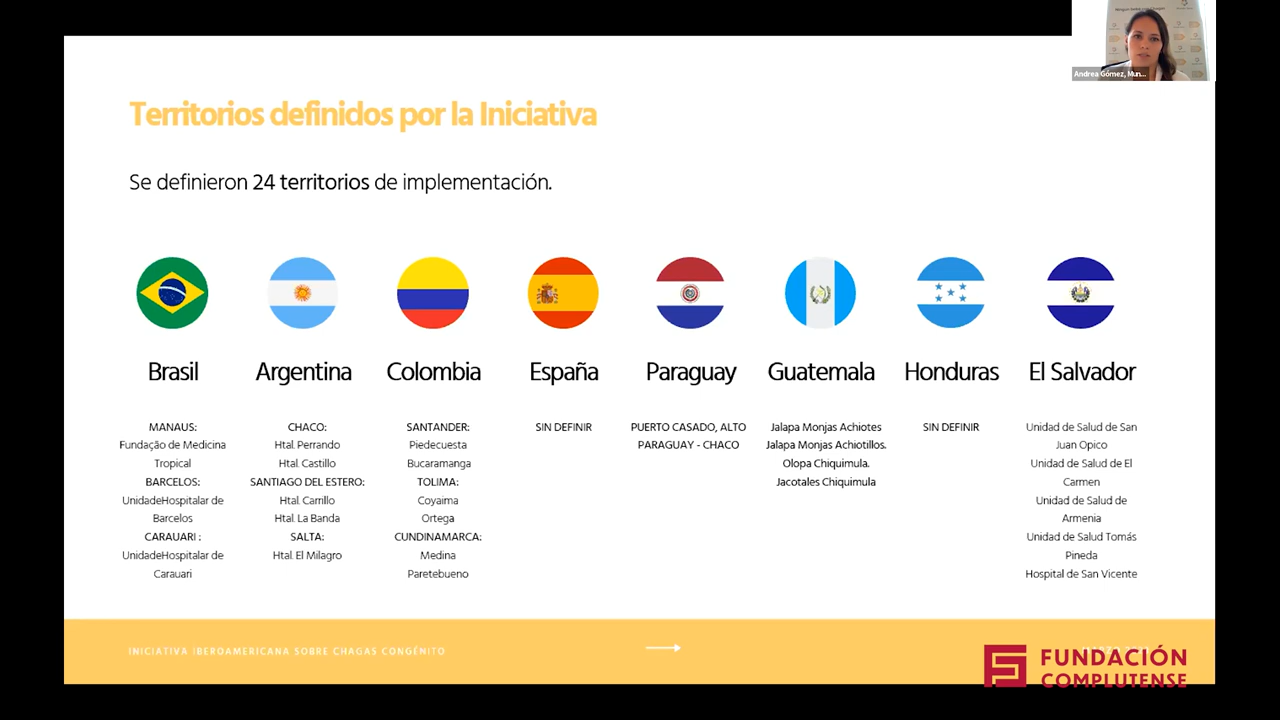 Andrea Gómez, Mun...
Territorios definidos por la Iniciativa
Se definieron 24 territorios de implementación.
Brasil
MANAUS:
Fundação de Medicina
Tropical
BARCELOS:
UnidadeHospitalar de
Barcelos
CARAUARI :
UnidadeHospitalar de
Carauari
Argentina
CHACO:
Htal. Perrando
Htal. Castillo
SANTIAGO DEL ESTERO:
Htal. Carrillo
Htal. La Banda
SALTA:
Htal. El Milagro
Colombia
SANTANDER:
Piedecuesta
Bucaramanga
TOLIMA:
Coyaima
Ortega
CUNDINAMARCA:
Medina
Paretebueno
España
SIN DEFINIR
Paraguay
PUERTO CASADO, ALTO
PARAGUAY - CHACO
Guatemala
Jalapa Monjas Achiotes
Jalapa Monjas Achiotillos.
Olopa Chiquimula.
Jacotales Chiquimula
Honduras
SIN DEFINIR
El Salvador
Unidad de Salud de San
Juan Opico
Unidad de Salud de El
Carmen
Unidad de Salud de
Armenia
Unidad de Salud Tomás
Pineda
Hospital de San Vicente
INICIATIVA IBEROAMERICANA SOBRE CHAGAS CONGÉNITO
FUNDACIÓN
COMPLUTENSE